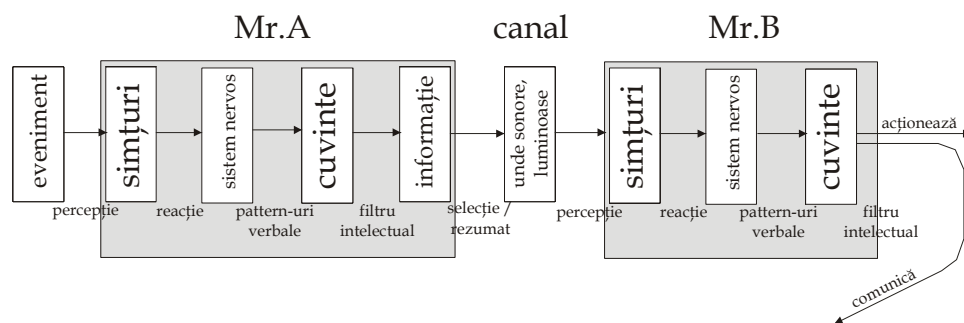 Mr.A
canal
Mr.B
eveniment
simțuri
sistem nervos
cuvinte
informație
unde sonore,
luminoase
simțuri
sistem nervos
cuvinte
acționează
percepție
reacție
pattern-uri
verbale
filtru
intelectual
selecție /
rezumat
percepție
reacție
pattern-uri
verbale
filtru
intelectual
comunică